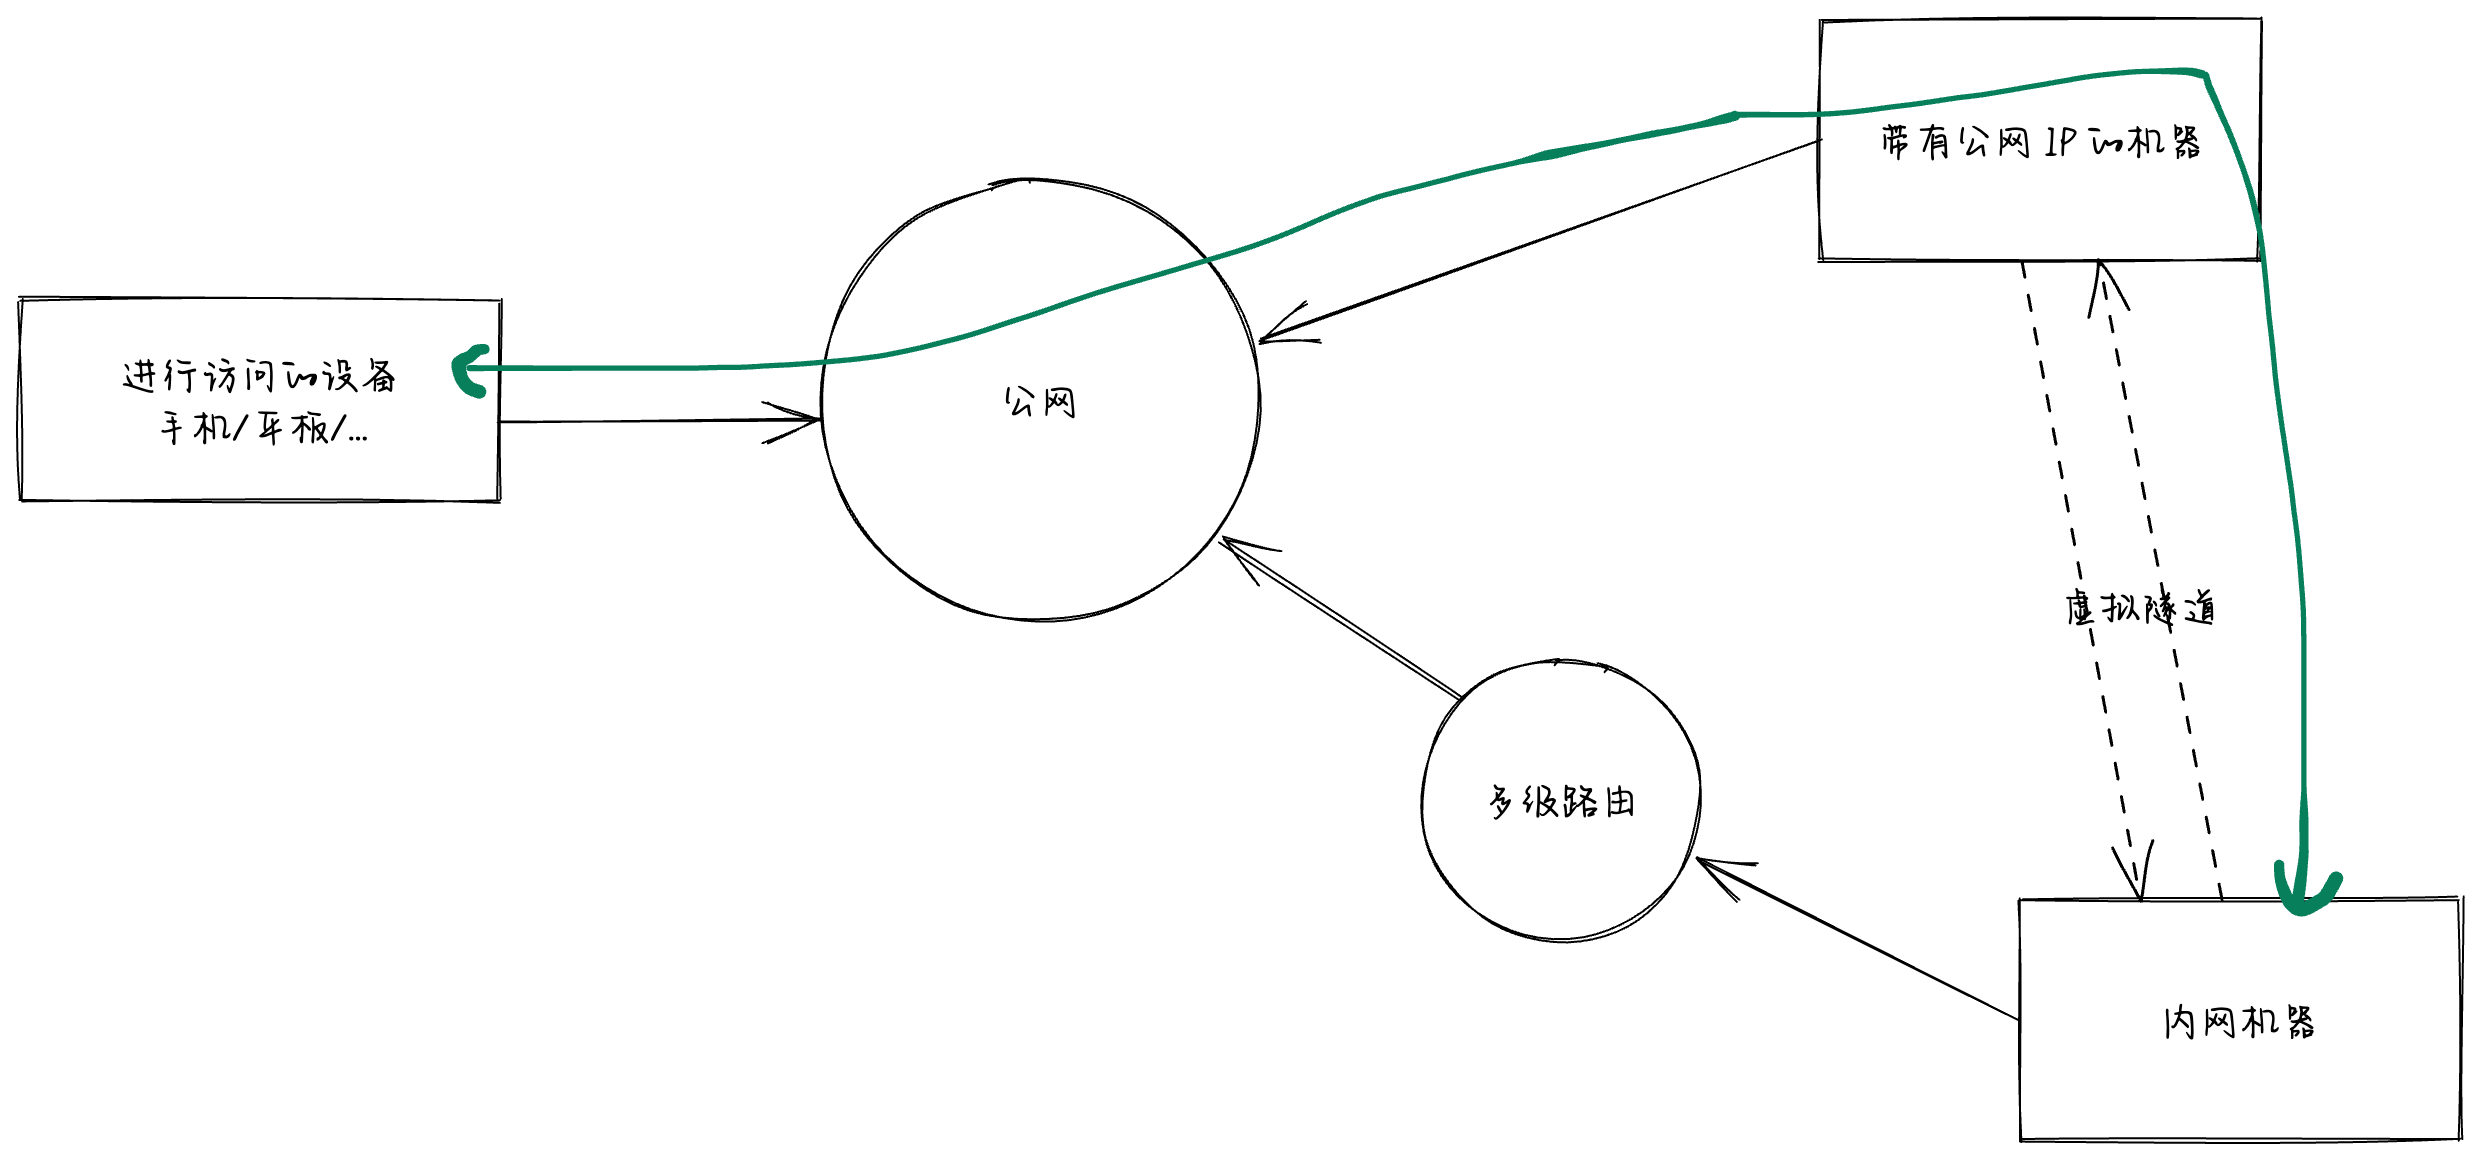 带有公网 IP 的机器
进行访问的设备
手机/平板/...
公网
虚拟隧道
多级路由
内网机器